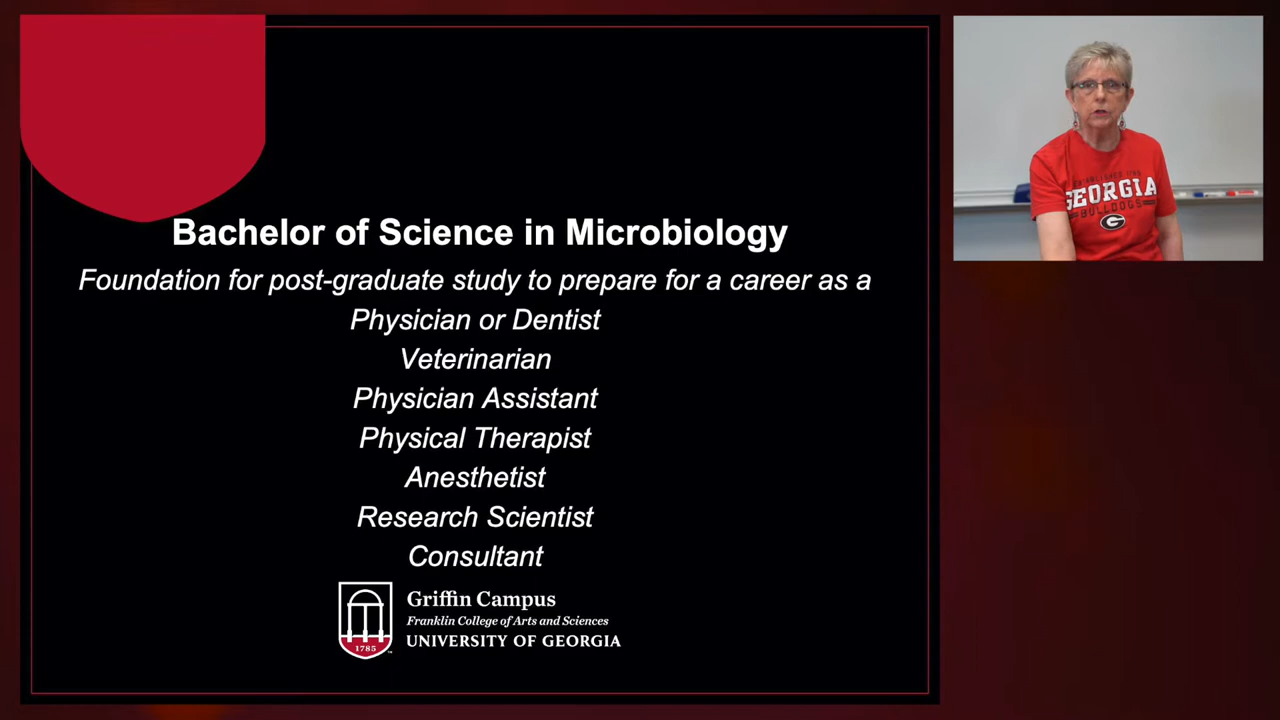 Bachelor of Science in Microbiology
Foundation for post-graduate study to prepare for a career as a
Physician or Dentist
Veterinarian
Physician Assistant
Physical Therapist
Anesthetist
Research Scientist
Consultant
Griffin Campus
Franklin College of Arts and Sciences
UNIVERSITY OF GEORGIA
1785
GEORGIA
BULLDOGS
G